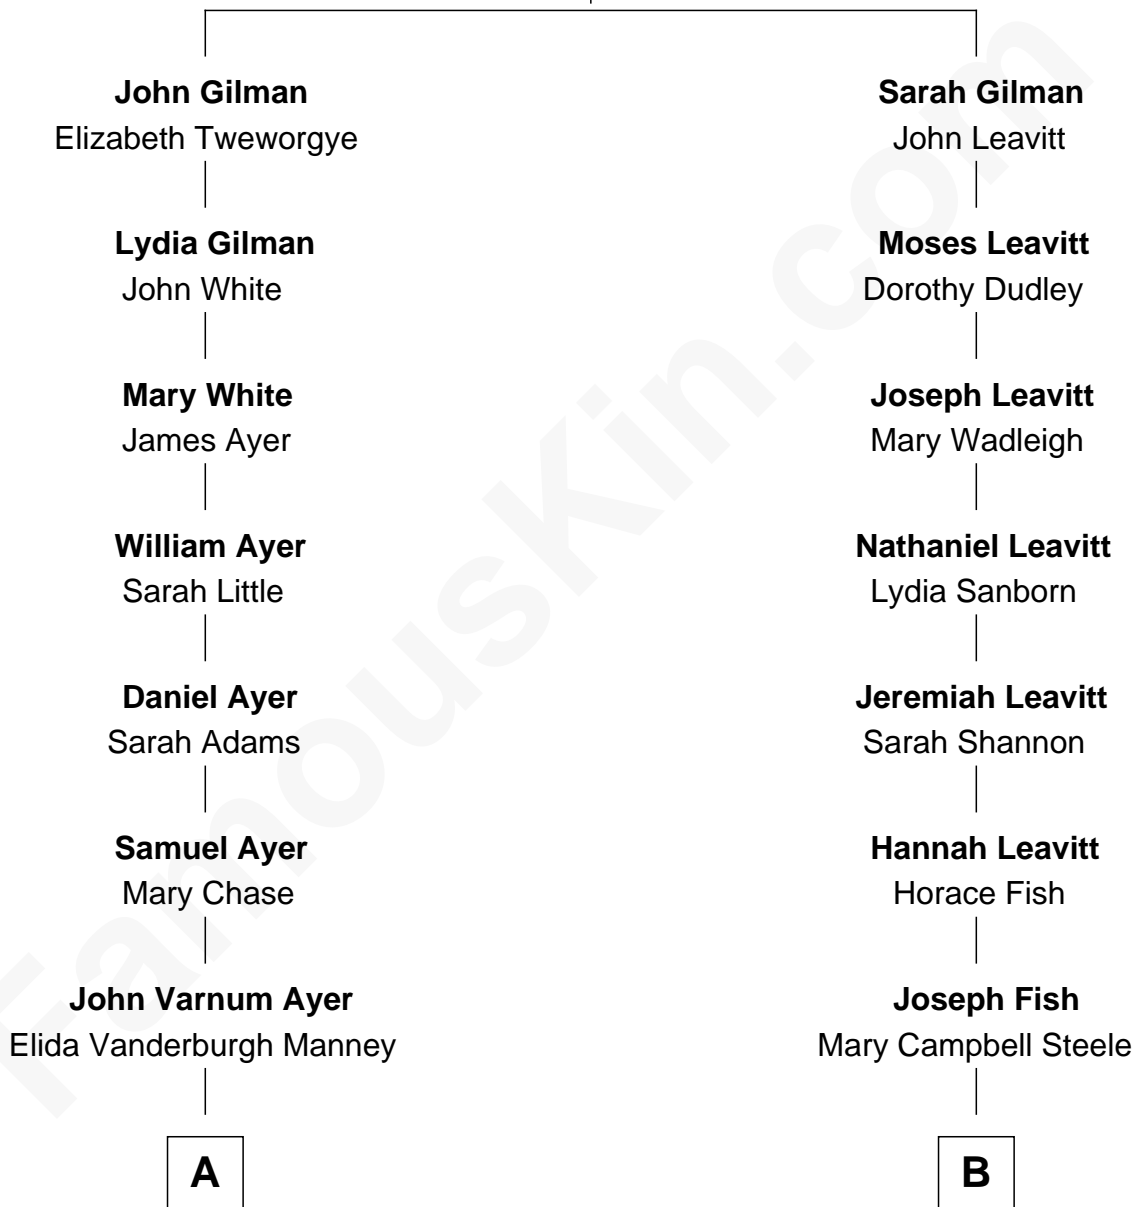 John Gilman
Elizabeth Tweworgye
Lydia Gilman
John White
Mary White
James Ayer
William Ayer
Sarah Little
Daniel Ayer
Sarah Adams
Samuel Ayer
Mary Chase
John Varnum Ayer
Elida Vanderburgh Manney
A
Sarah Gilman
John Leavitt
Moses Leavitt
Dorothy Dudley
Joseph Leavitt
Mary Wadleigh
Nathaniel Leavitt
Lydia Sanborn
Jeremiah Leavitt
Sarah Shannon
Hannah Leavitt
Horace Fish
Joseph Fish
Mary Campbell Steele
B
FamousKin.com